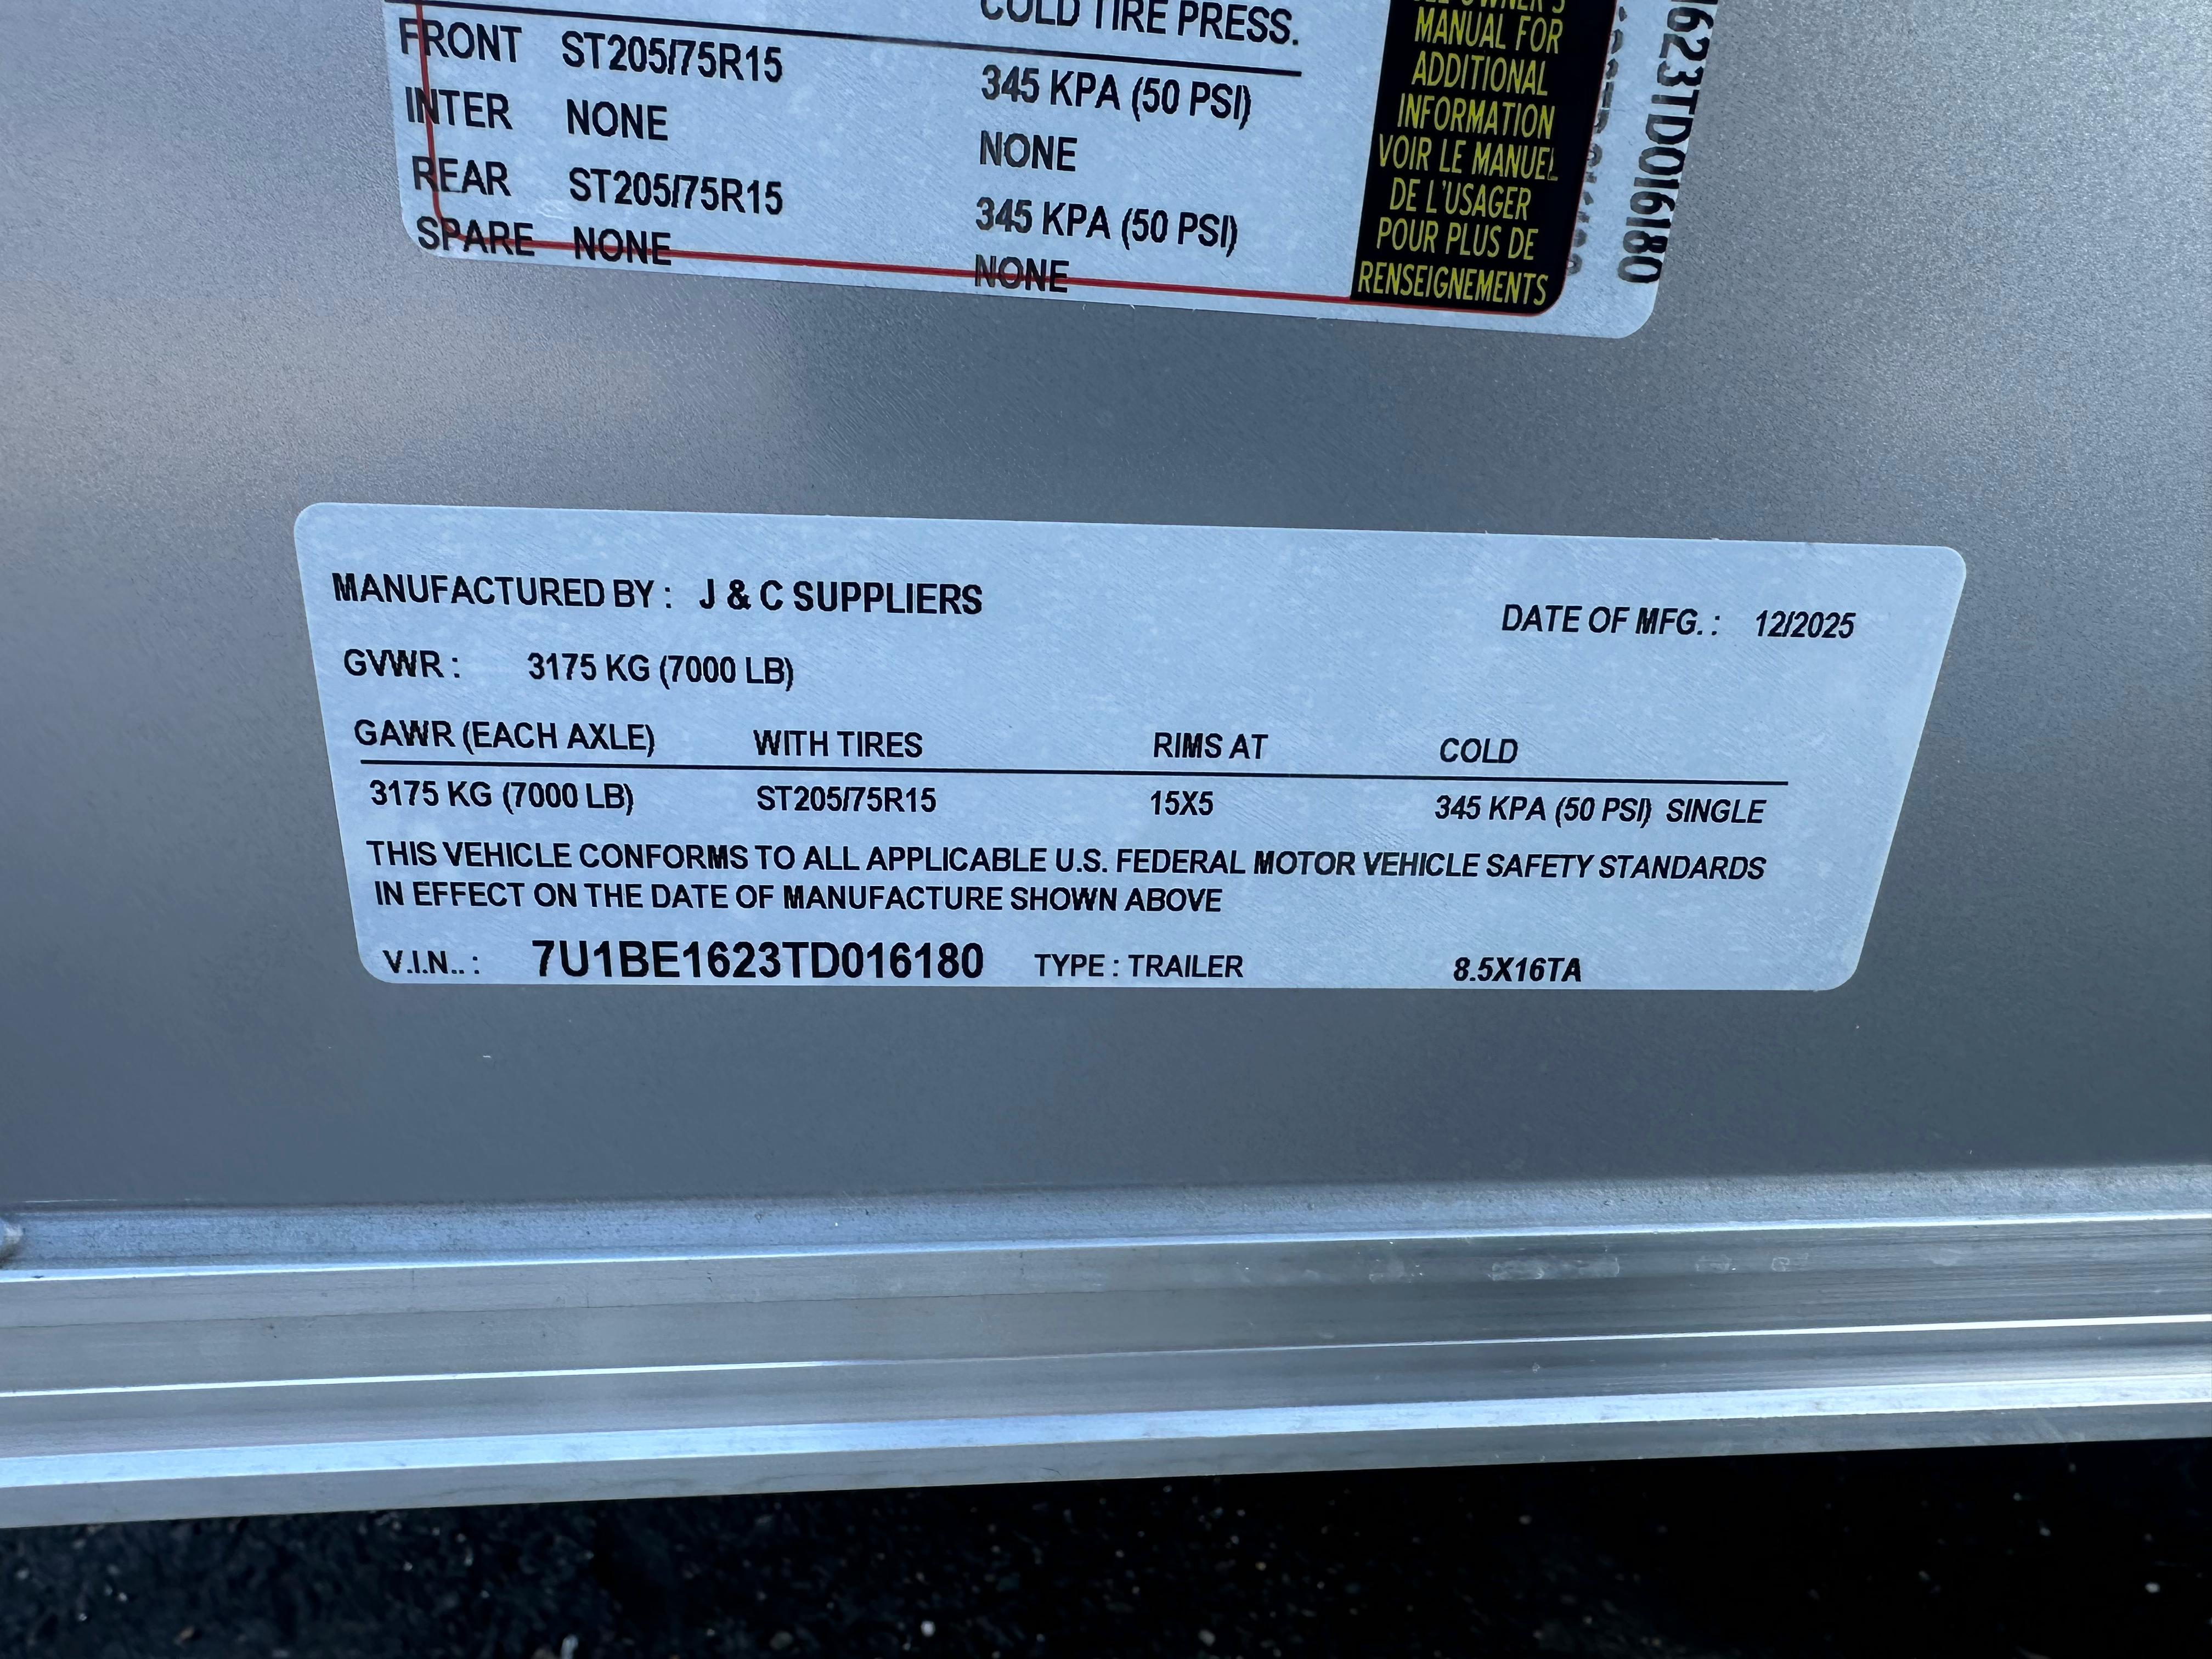 COLD TIRE PRESS.
FRONT ST205/75R15 345 KPA (50 PSI)
INTER NONE NONE
REAR ST205/75R15 345 KPA (50 PSI)
SPARE NONE NONE
MANUAL FOR
ADDITIONAL
INFORMATION
VOIR LE MANUEL
DE L'USAGER
POUR PLUS DE
RENSEIGNEMENTS
1623TD016180
MANUFACTURED BY : J & C SUPPLIERS DATE OF MFG. : 12/2025
GVWR : 3175 KG (7000 LB)
GAWR (EACH AXLE) WITH TIRES RIMS AT COLD
3175 KG (7000 LB) ST205/75R15 15X5 345 KPA (50 PSI) SINGLE
THIS VEHICLE CONFORMS TO ALL APPLICABLE U.S. FEDERAL MOTOR VEHICLE SAFETY STANDARDS
IN EFFECT ON THE DATE OF MANUFACTURE SHOWN ABOVE
V.I.N.. : 7U1BE1623TD016180 TYPE : TRAILER 8.5X16TA